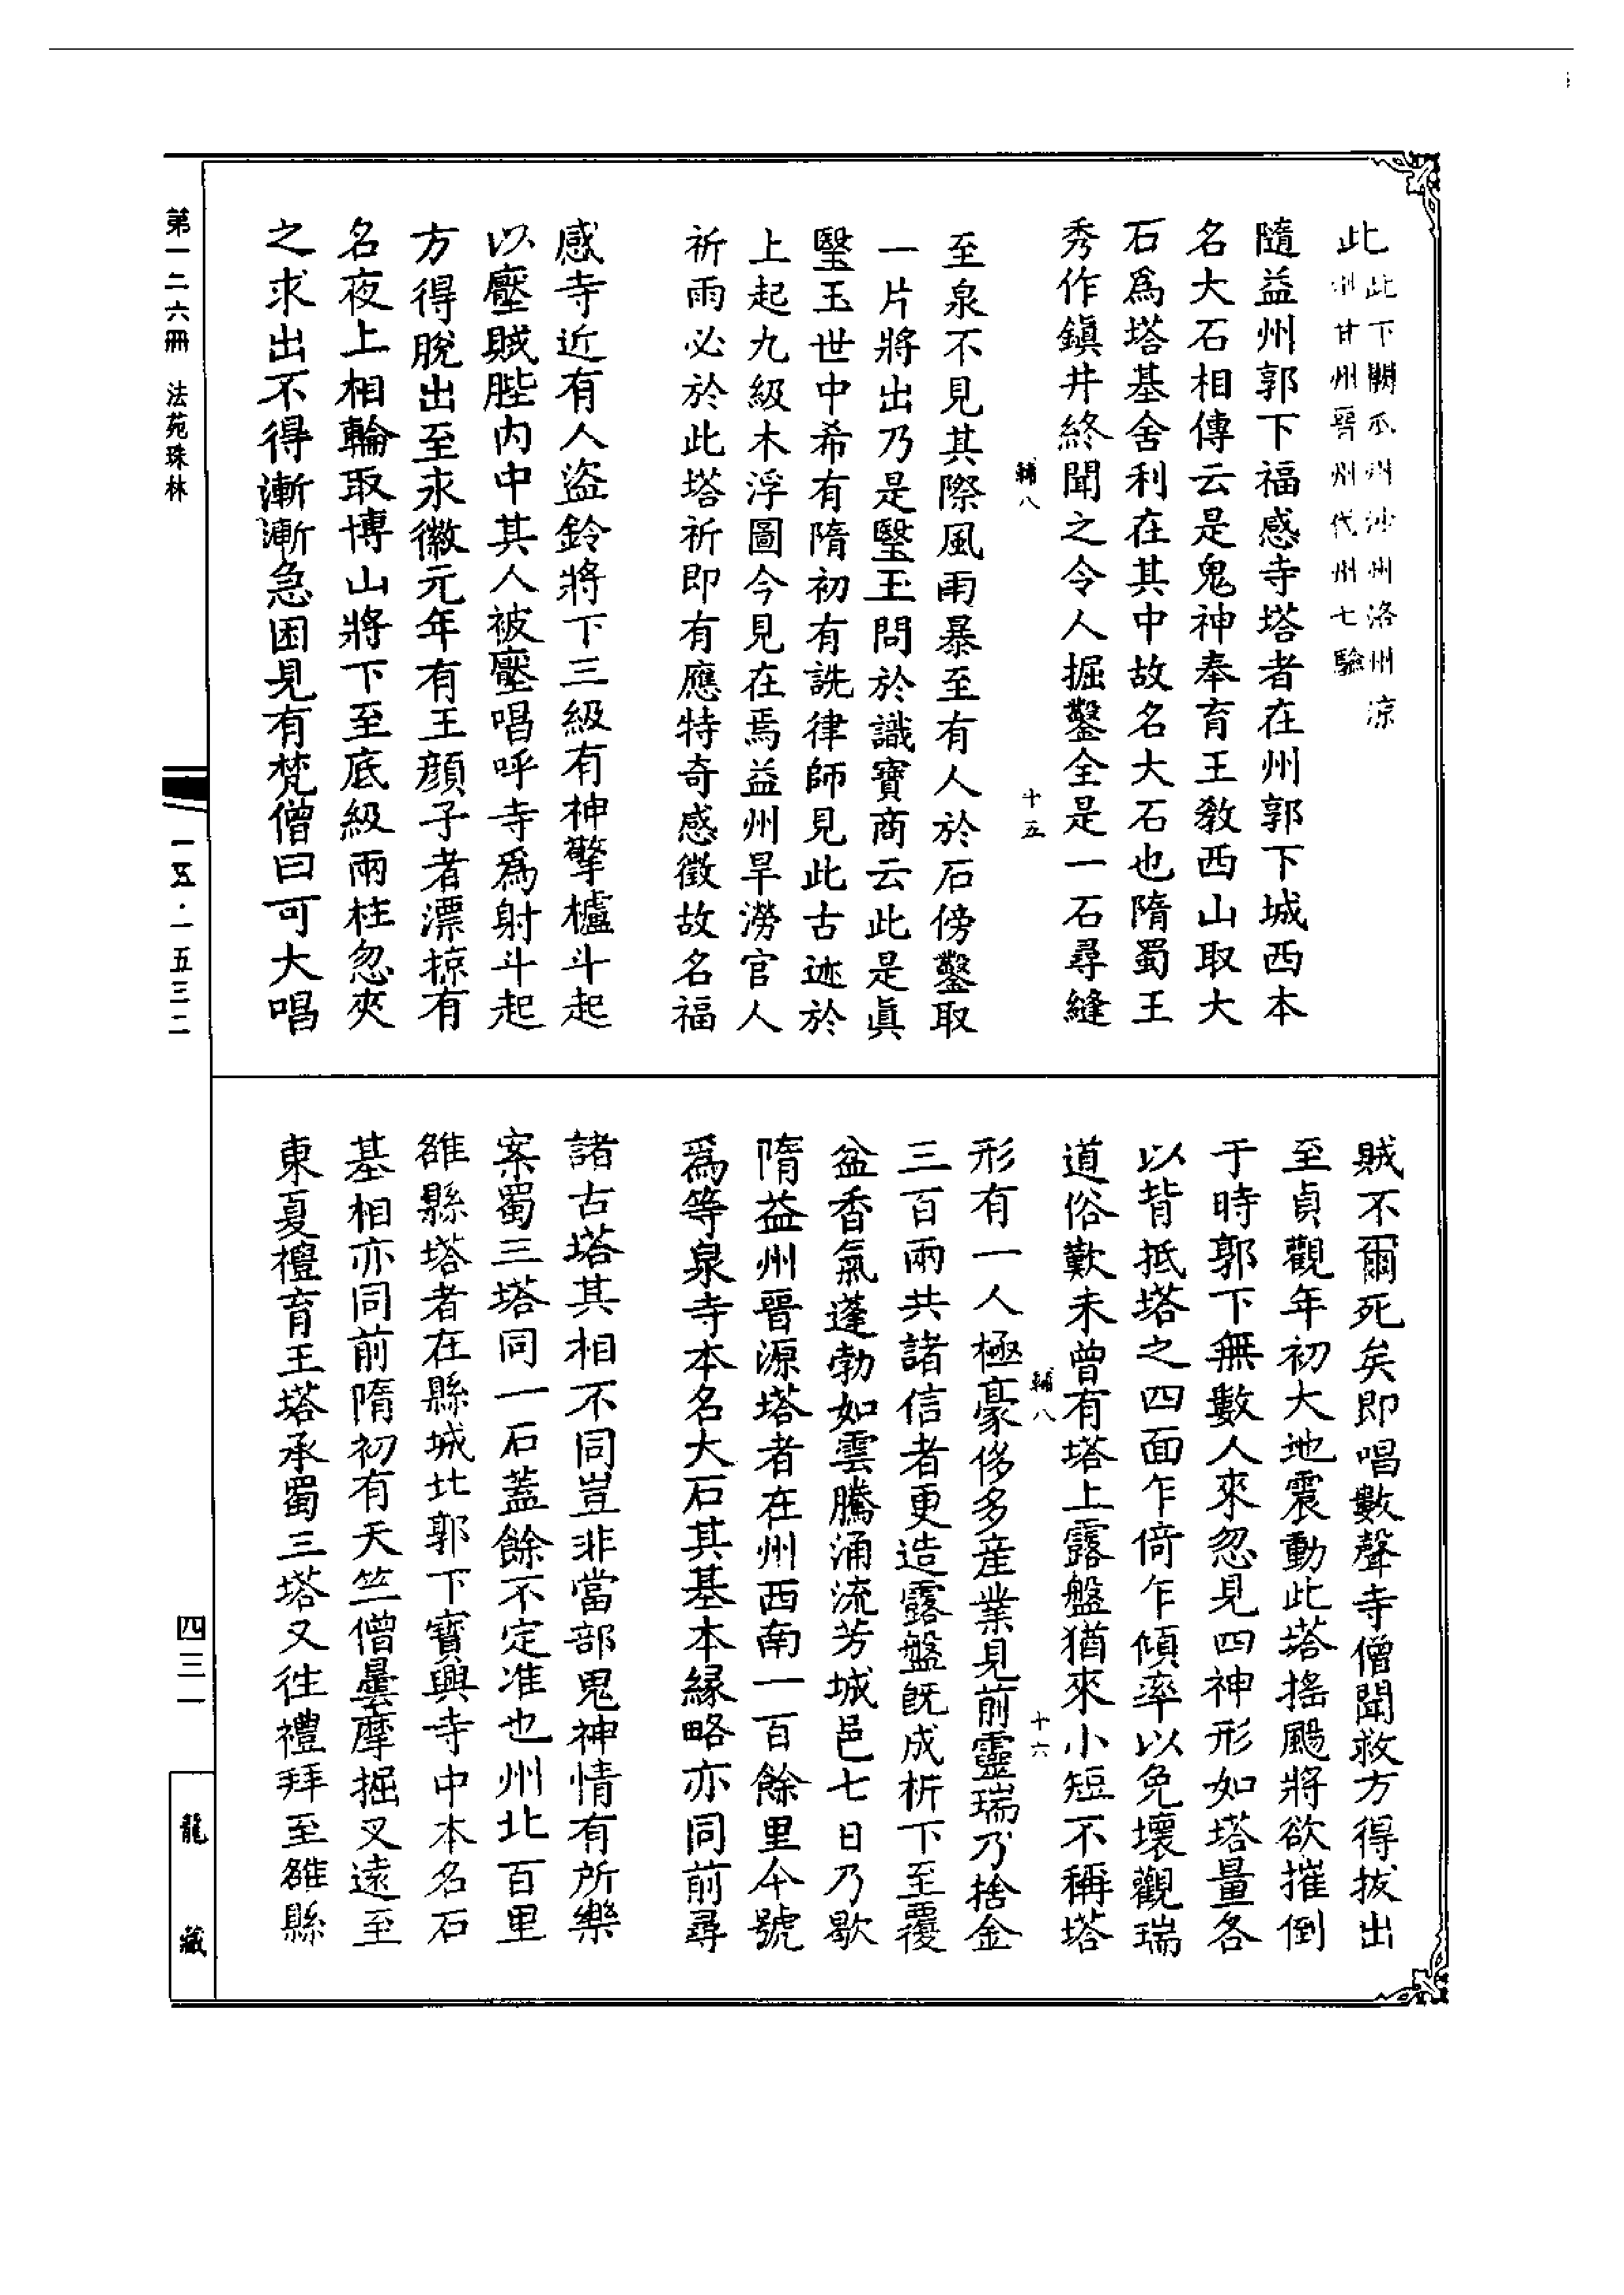 此此下闕瓜州沙州洛州凉
州甘州晉州代州七驗
隨益州郭下福感寺塔者在州郭下城西本
名大石相傳云是鬼神奉育王敎西山取大
石爲塔基舍利在其中故名大石也隋蜀王
秀作鎭井終聞之令人掘鑿全是一石尋縫
輔八 十五
至泉不見其際風雨暴至有人於石傍鑿取
一片將出乃是瑿玉問於識寶商云此是眞
瑿玉世中希有隋初有詵律師見此古迹於
上起九級木浮圖今見在焉益州旱澇官人
祈雨必於此塔祈即有應特奇感徵故名福
感寺近有人盜鈴將下三級有神擎櫨斗起
以壓賊䏶内中其人被壓唱呼寺爲射斗起
方得脫出至永徽元年有王顔子者漂掠有
名夜上相輪取博山將下至底級兩柱忽夾
之求出不得漸漸急困見有梵僧曰可大唱
賊不爾死矣即唱數聲寺僧聞救方得拔出
至貞觀年初大地震動此塔搖颺將欲摧倒
于時郭下無數人來忽見四神形如塔量各
以背抵塔之四面乍倚乍傾率以免壞觀瑞
道俗歎未曾有塔上露盤猶來小短不稱塔
輔八 十六
形有一人極豪侈多産業見前靈瑞乃捨金
三百兩共諸信者更造露盤旣成析下至覆
盆香氣蓬勃如雲騰涌流芳城邑七日乃歇
隋益州晉源塔者在州西南一百餘里今號
爲等泉寺本名大石其基本緣略亦同前尋
諸古塔其相不同豈非當部鬼神情有所樂
案蜀三塔同一石蓋餘不定准也州北百里
雒縣塔者在縣城北郭下寶興寺中本名石
基相亦同前隋初有天竺僧曇摩掘叉遠至
東夏禮育王塔承蜀三塔又徃禮拜至雒縣
第一二六冊 法苑珠林
一五·一五三二
四三一
龍藏